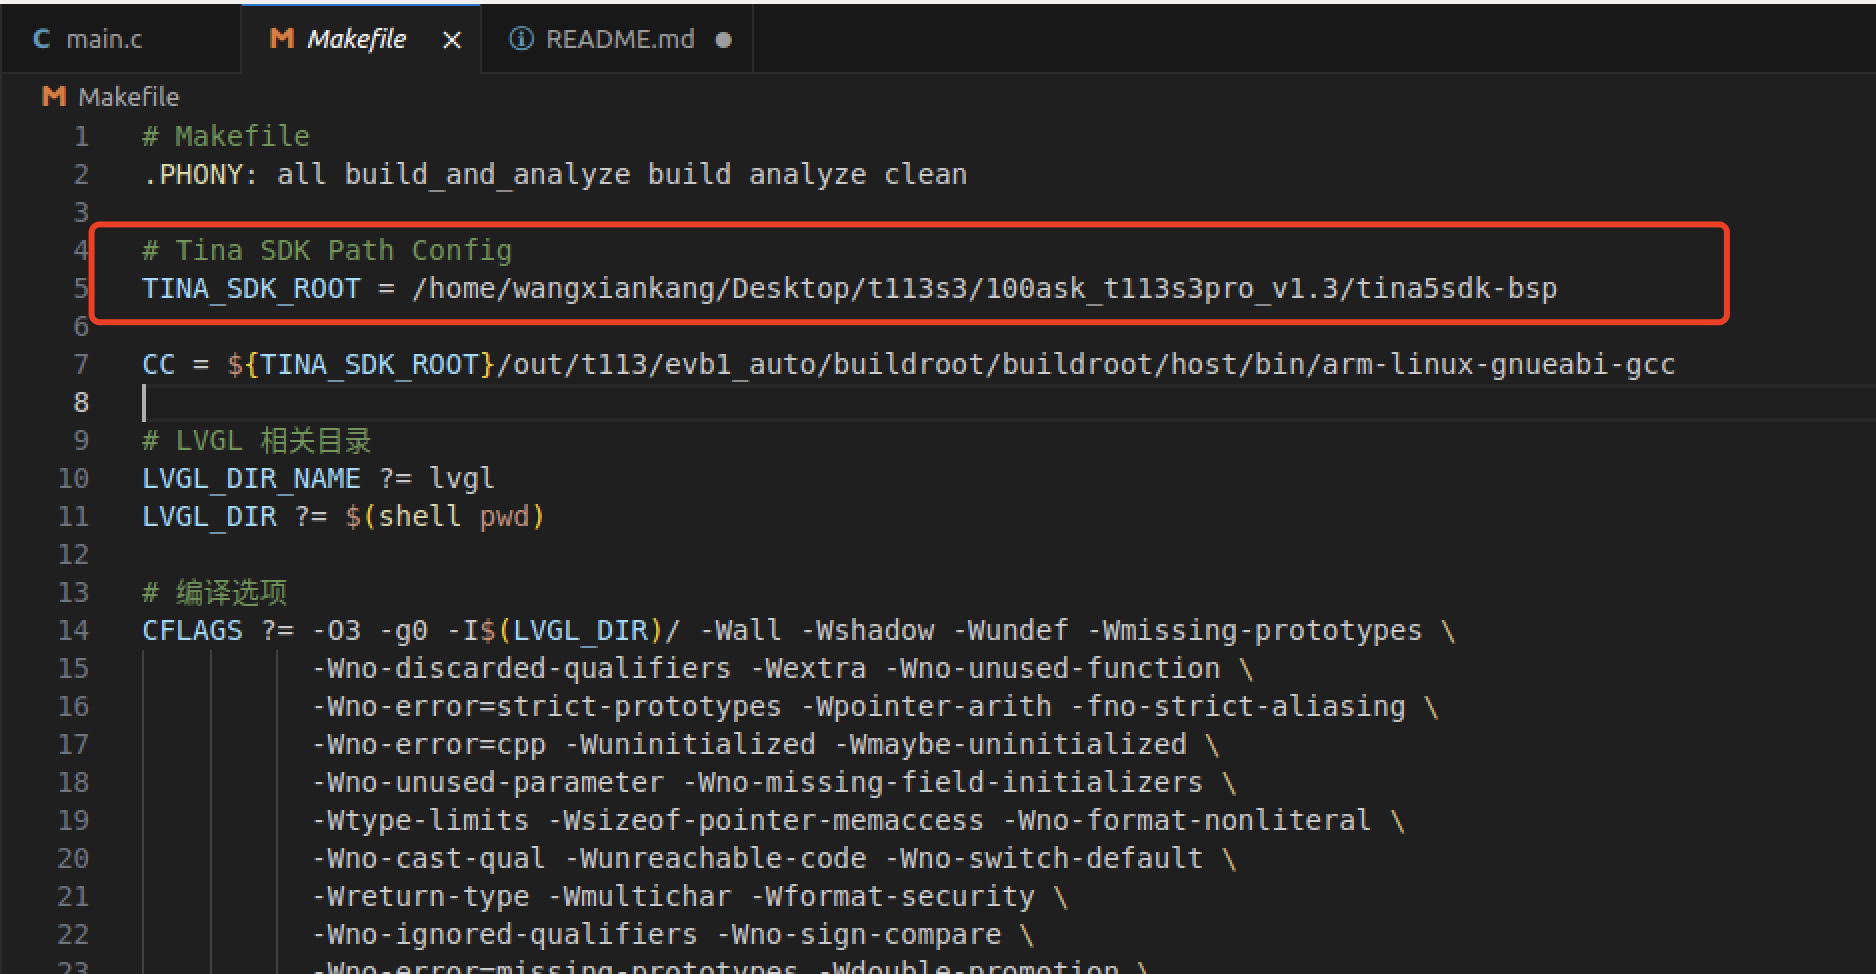 C main.c M Makefile × README.md ●
M Makefile
1 # Makefile
2 .PHONY: all build_and_analyze build analyze clean
3
4 # Tina SDK Path Config
5 TINA_SDK_ROOT = /home/wangxiankang/Desktop/t113s3/100ask_t113s3pro_v1.3/tina5sdk-bsp
6
7 CC = ${TINA_SDK_ROOT}/out/t113/evb1_auto/buildroot/buildroot/host/bin/arm-linux-gnueabi-gcc
8
9 # LVGL 相关目录
10 LVGL_DIR_NAME ?= lvgl
11 LVGL_DIR ?= $(shell pwd)
12
13 # 编译选项
14 CFLAGS ?= -O3 -g0 -I$(LVGL_DIR)/ -Wall -Wshadow -Wundef -Wmissing-prototypes \
15 -Wno-discarded-qualifiers -Wextra -Wno-unused-function \
16 -Wno-error=strict-prototypes -Wpointer-arith -fno-strict-aliasing \
17 -Wno-error=cpp -Wuninitialized -Wmaybe-uninitialized \
18 -Wno-unused-parameter -Wno-missing-field-initializers \
19 -Wtype-limits -Wsizeof-pointer-memaccess -Wno-format-nonliteral \
20 -Wno-cast-qual -Wunreachable-code -Wno-switch-default \
21 -Wreturn-type -Wmultichar -Wformat-security \
22 -Wno-ignored-qualifiers -Wno-sign-compare \
23 -Wno-error=missing-prototypes -Wdouble-promotion \